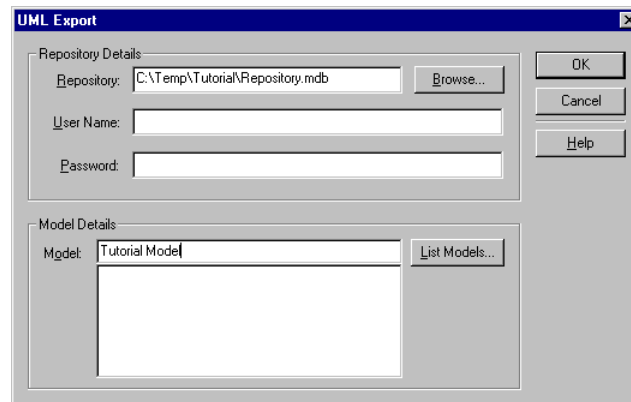 UML Export
Repository Details
Repository: C:\Temp\Tutorial\Repository.mdb Browse...
User Name:
Password:
OK
Cancel
Help
Model Details
Model: Tutorial Model List Models...